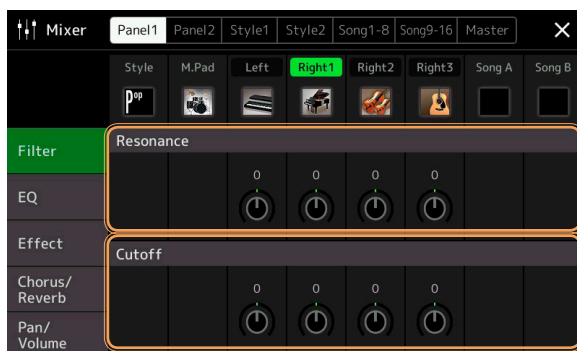 Mixer Panel1 Panel2 Style1 Style2 Song1-8 Song9-16 Master
Style M.Pad Left Right1 Right2 Right3 Song A Song B
Pop
Filter
Resonance
0 0 0 0
EQ
Effect
Cutoff
Chorus/
Reverb
0 0 0 0
Pan/
Volume